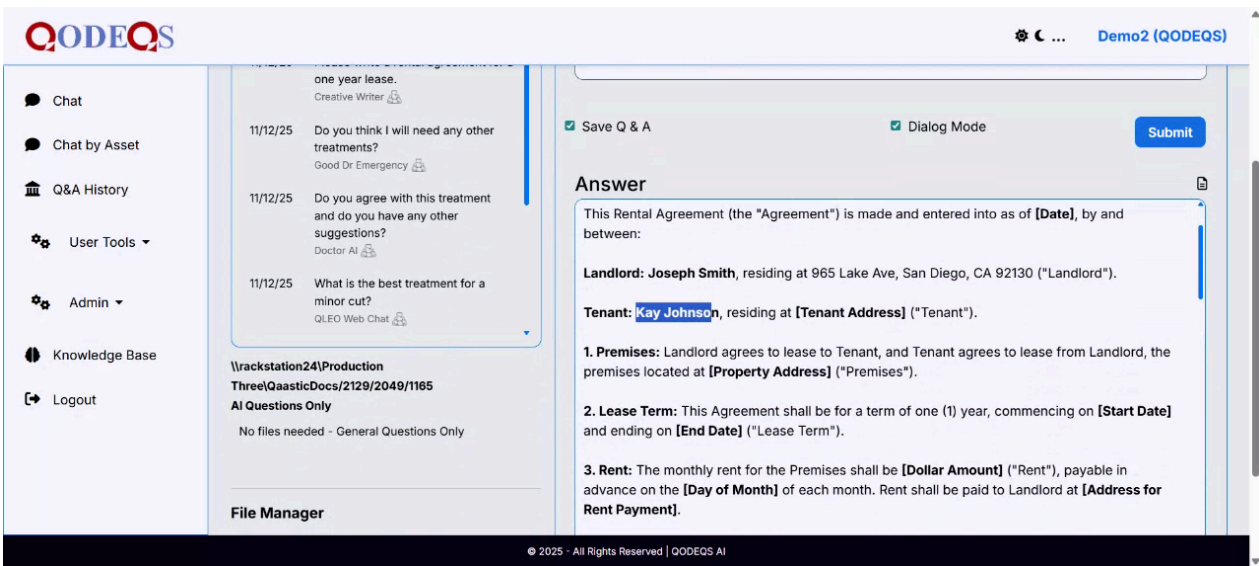 QODEQS
... Demo2 (QODEQS)
Chat
Chat by Asset
Q&A History
User Tools
Admin
Knowledge Base
Logout
one year lease.
Creative Writer
11/12/25 Do you think I will need any other
treatments?
Good Dr Emergency
11/12/25 Do you agree with this treatment
and do you have any other
suggestions?
Doctor AI
11/12/25 What is the best treatment for a
minor cut?
QLEO Web Chat
\\rackstation24\Production
Three\QaasticDocs/2129/2049/1165
AI Questions Only
No files needed - General Questions Only
File Manager
Save Q & A
Dialog Mode
Submit
Answer
This Rental Agreement (the "Agreement") is made and entered into as of [Date], by and
between:
Landlord: Joseph Smith, residing at 965 Lake Ave, San Diego, CA 92130 ("Landlord").
Tenant: Kay Johnson, residing at [Tenant Address] ("Tenant").
1. Premises: Landlord agrees to lease to Tenant, and Tenant agrees to lease from Landlord, the
premises located at [Property Address] ("Premises").
2. Lease Term: This Agreement shall be for a term of one (1) year, commencing on [Start Date]
and ending on [End Date] ("Lease Term").
3. Rent: The monthly rent for the Premises shall be [Dollar Amount] ("Rent"), payable in
advance on the [Day of Month] of each month. Rent shall be paid to Landlord at [Address for
Rent Payment].
© 2025 - All Rights Reserved | QODEQS AI